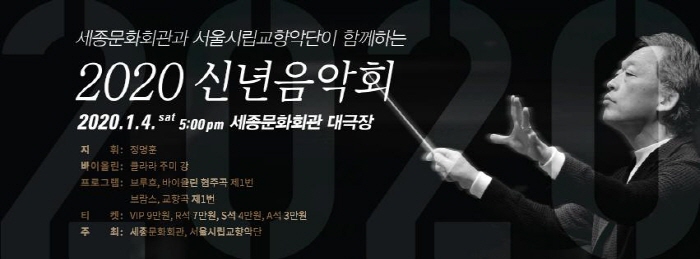 2020
세종문화회관과 서울시립교향악단이 함께하는
2020 신년음악회
2020.1.4. sat 5:00pm 세종문화회관 대극장
지 휘: 정명훈
바이올린: 클라라 주미 강
프로그램: 브루흐, 바이올린 협주곡 제1번
브람스, 교향곡 제1번
티 켓: VIP 9만원, R석 7만원, S석 4만원, A석 3만원
주 최: 세종문화회관, 서울시립교향악단